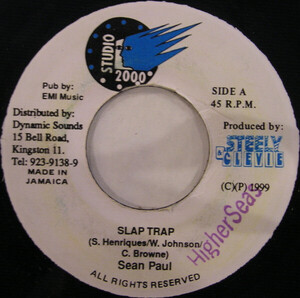 STUDIO
2000
Pub by:
EMI Music
SIDE A
45 R.P.M.
Distributed by:
Dynamic Sounds
15 Bell Road,
Kingston 11.
Tel: 923-9138-9
MADE IN
JAMAICA
Produced by:
STEELY
& CLEVIE
(C)(P) 1999
SLAP TRAP
(S. Henriques/W. Johnson/
C. Browne)
Sean Paul
ALL RIGHTS RESERVED
HigherSeas